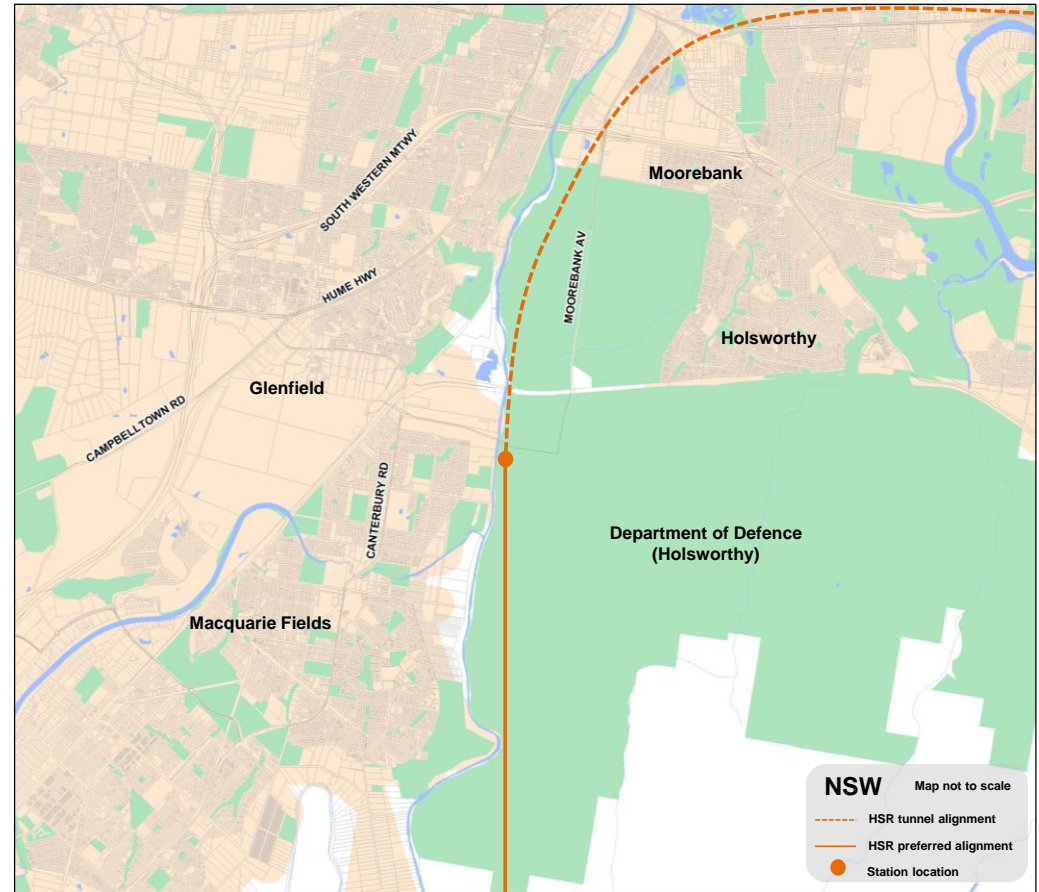 SOUTH WESTERN MTWY
Moorebank
HUME HWY
MOOREBANK AV
Holsworthy
Glenfield
CAMPBELLTOWN RD
CANTERBURY RD
Department of Defence
(Holsworthy)
Macquarie Fields
NSW Map not to scale
HSR tunnel alignment
HSR preferred alignment
Station location